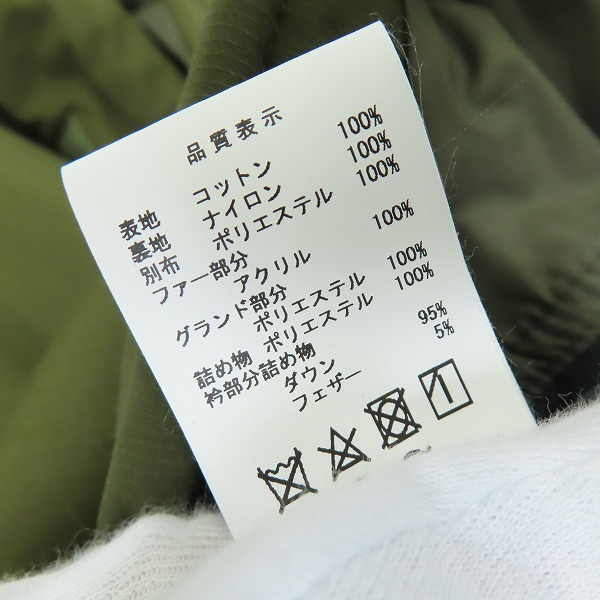 品質表示
表地 コットン 100%
裏地 ナイロン 100%
別布 ポリエステル 100%
ファー部分
アクリル 100%
グランド部分
ポリエステル 100%
詰め物 ポリエステル 100%
衿部分詰め物
ダウン 95%
フェザー 5%